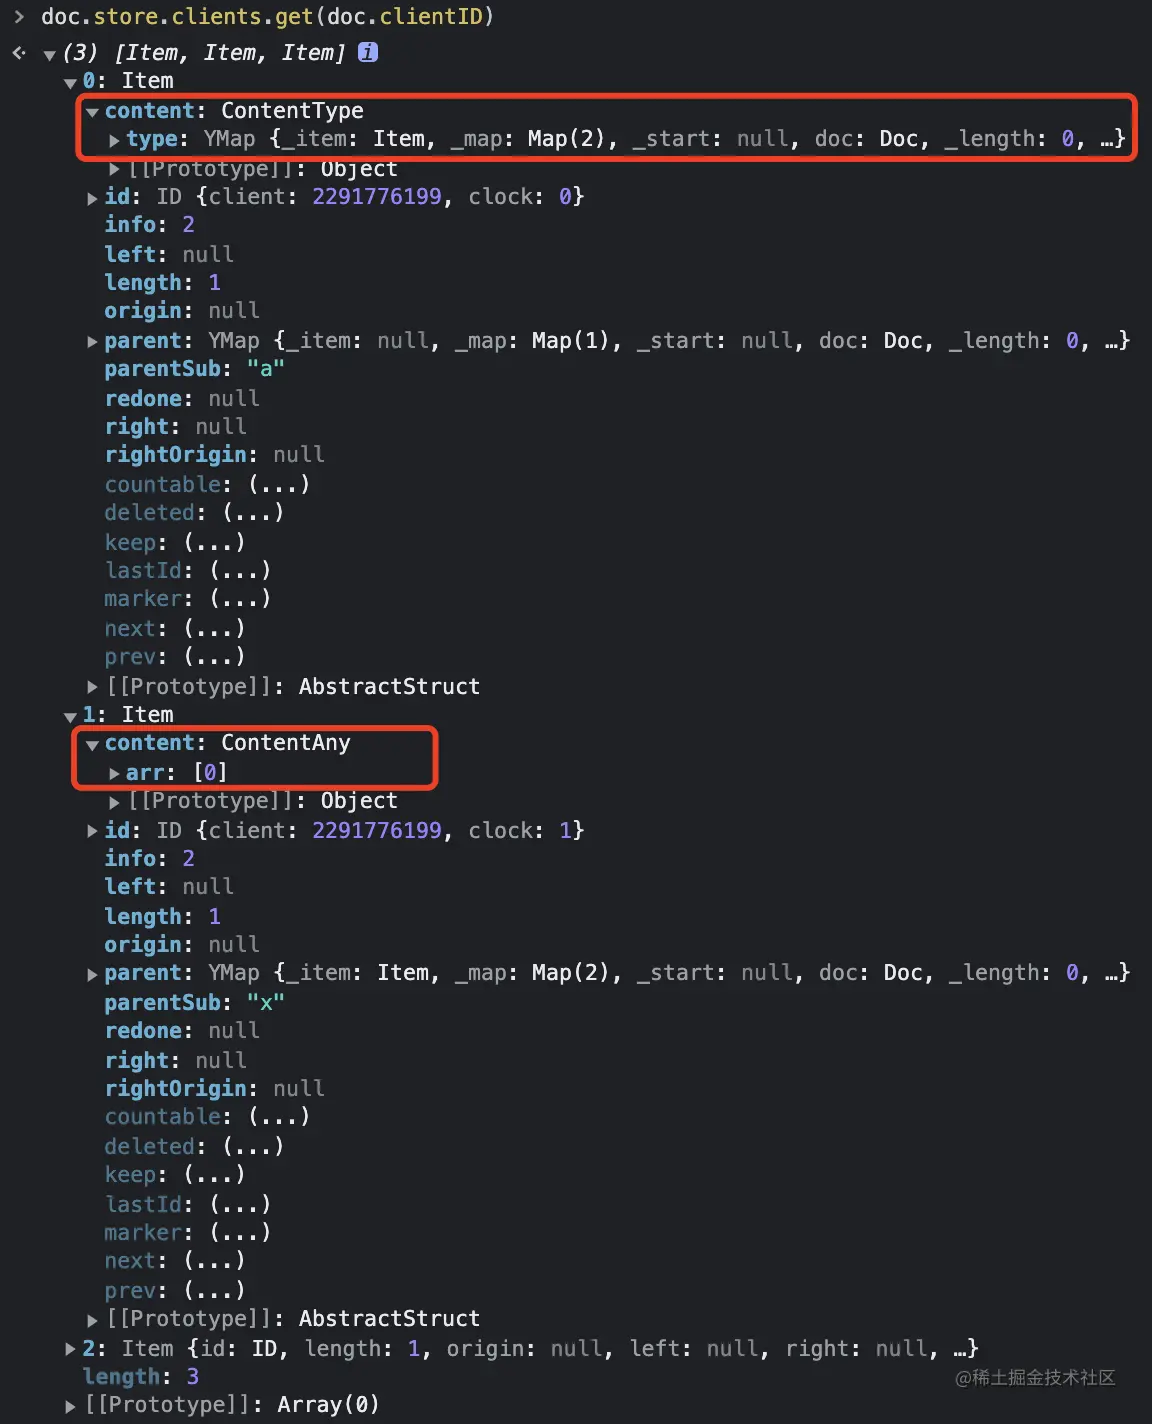 > doc.store.clients.get(doc.clientID)
(3) [Item, Item, Item] i
0: Item
content: ContentType
type: YMap {_item: Item, _map: Map(2), _start: null, doc: Doc, _length: 0, …}
[[Prototype]]: Object
id: ID {client: 2291776199, clock: 0}
info: 2
left: null
length: 1
origin: null
parent: YMap {_item: null, _map: Map(1), _start: null, doc: Doc, _length: 0, …}
parentSub: "a"
redone: null
right: null
rightOrigin: null
countable: (...)
deleted: (...)
keep: (...)
lastId: (...)
marker: (...)
next: (...)
prev: (...)
[[Prototype]]: AbstractStruct
1: Item
content: ContentAny
arr: [0]
[[Prototype]]: Object
id: ID {client: 2291776199, clock: 1}
info: 2
left: null
length: 1
origin: null
parent: YMap {_item: Item, _map: Map(2), _start: null, doc: Doc, _length: 0, …}
parentSub: "x"
redone: null
right: null
rightOrigin: null
countable: (...)
deleted: (...)
keep: (...)
lastId: (...)
marker: (...)
next: (...)
prev: (...)
[[Prototype]]: AbstractStruct
2: Item {id: ID, length: 1, origin: null, left: null, right: null, …}
length: 3
[[Prototype]]: Array(0)
@稀土掘金技术社区